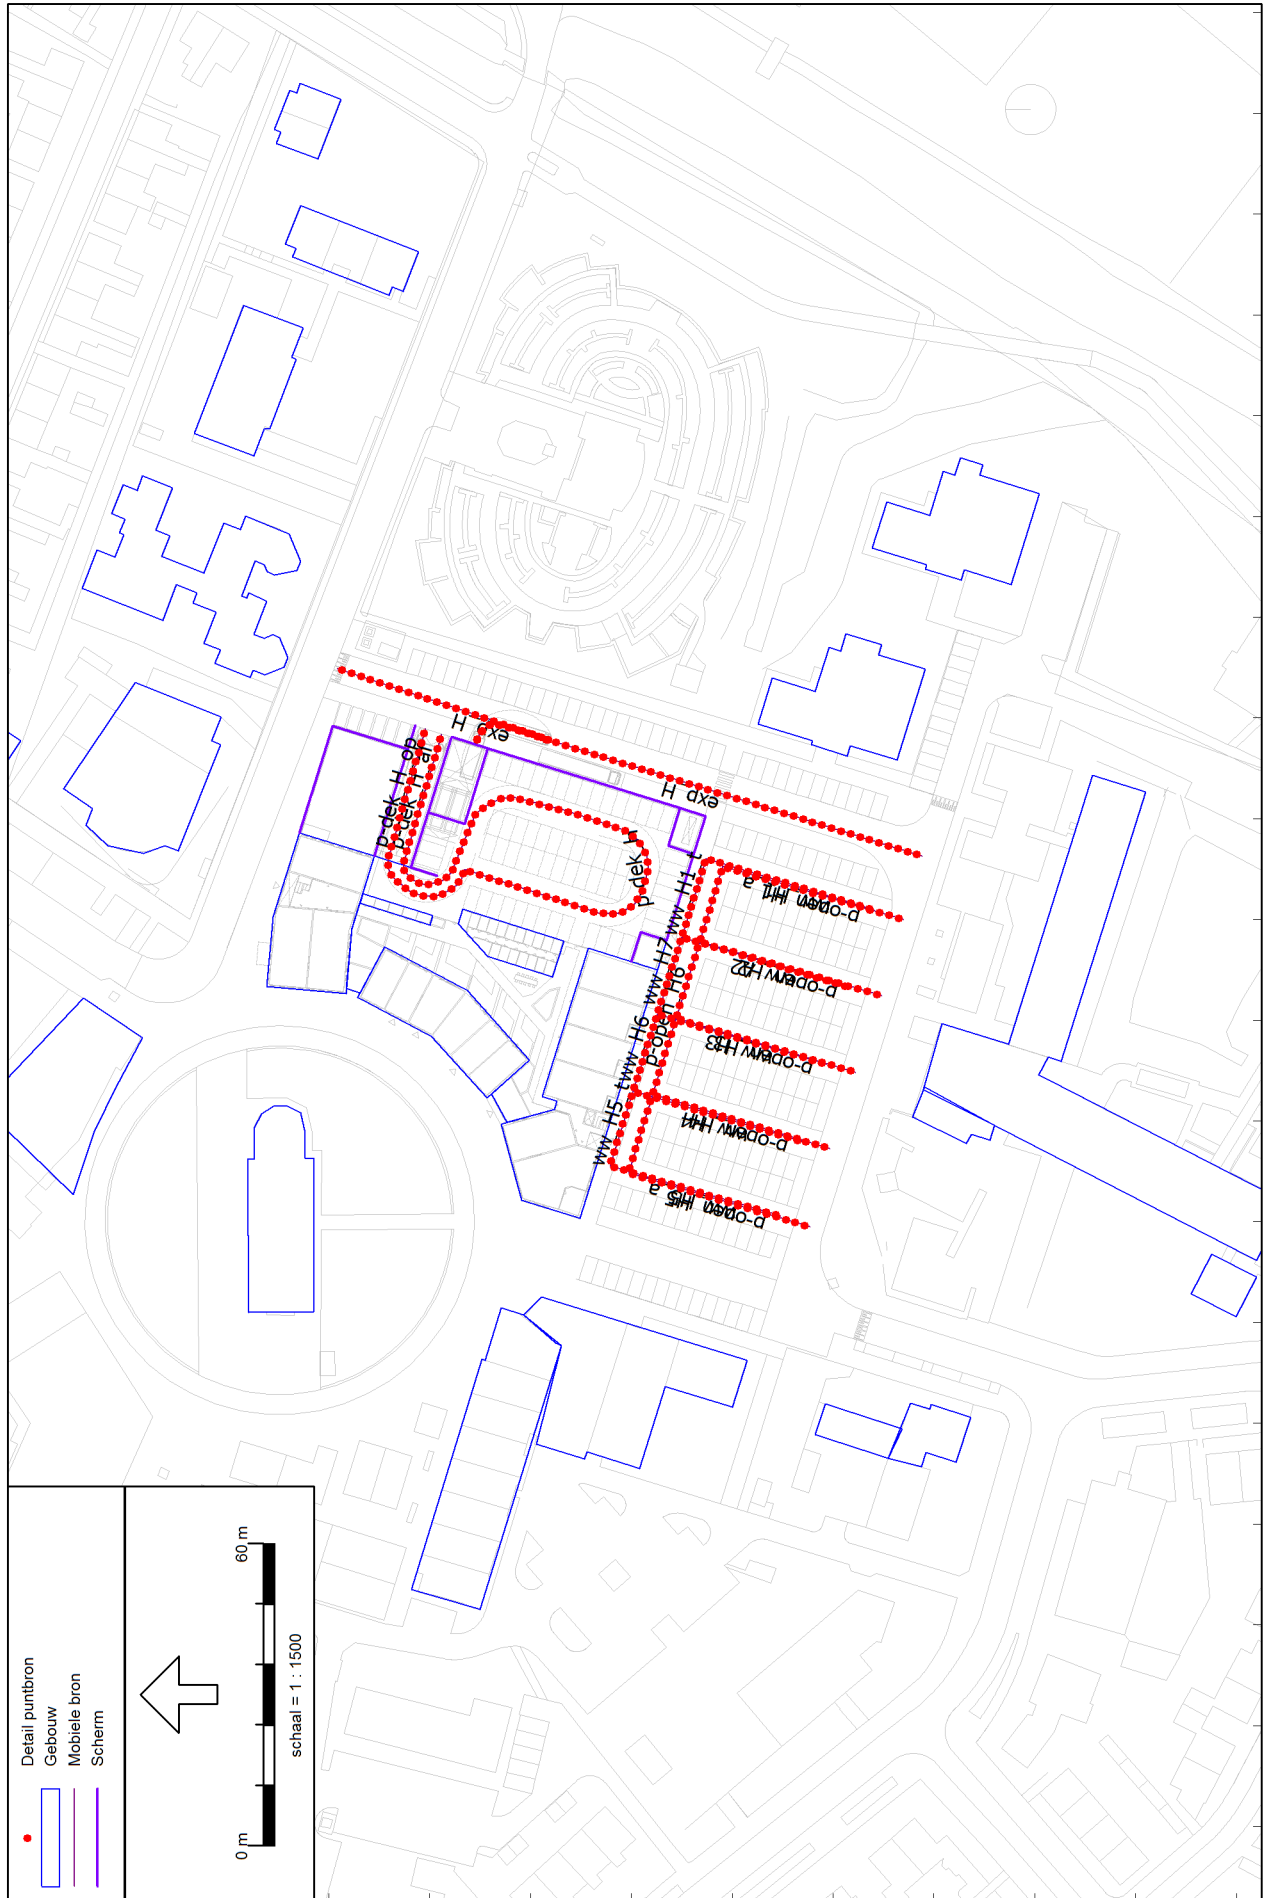 Detail puntbron
Gebouw
Mobiele bron
Scherm
0 m
60 m
schaal = 1 : 1500
p-dek H op
p-dek H af
exp H
exp H
p-dek H
ww H1 t
ww H7
ww H6
ww H5 t
p-open H6
p-open H1 a
p-open H2
p-open H3
p-open H4
p-open H5 a